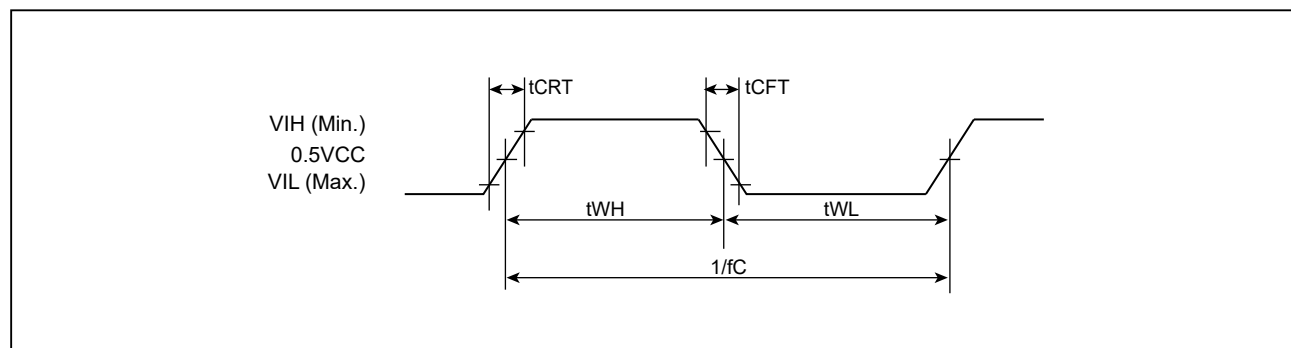 tCRT
tCFT
VIH (Min.)
0.5VCC
VIL (Max.)
tWH
tWL
1/fC